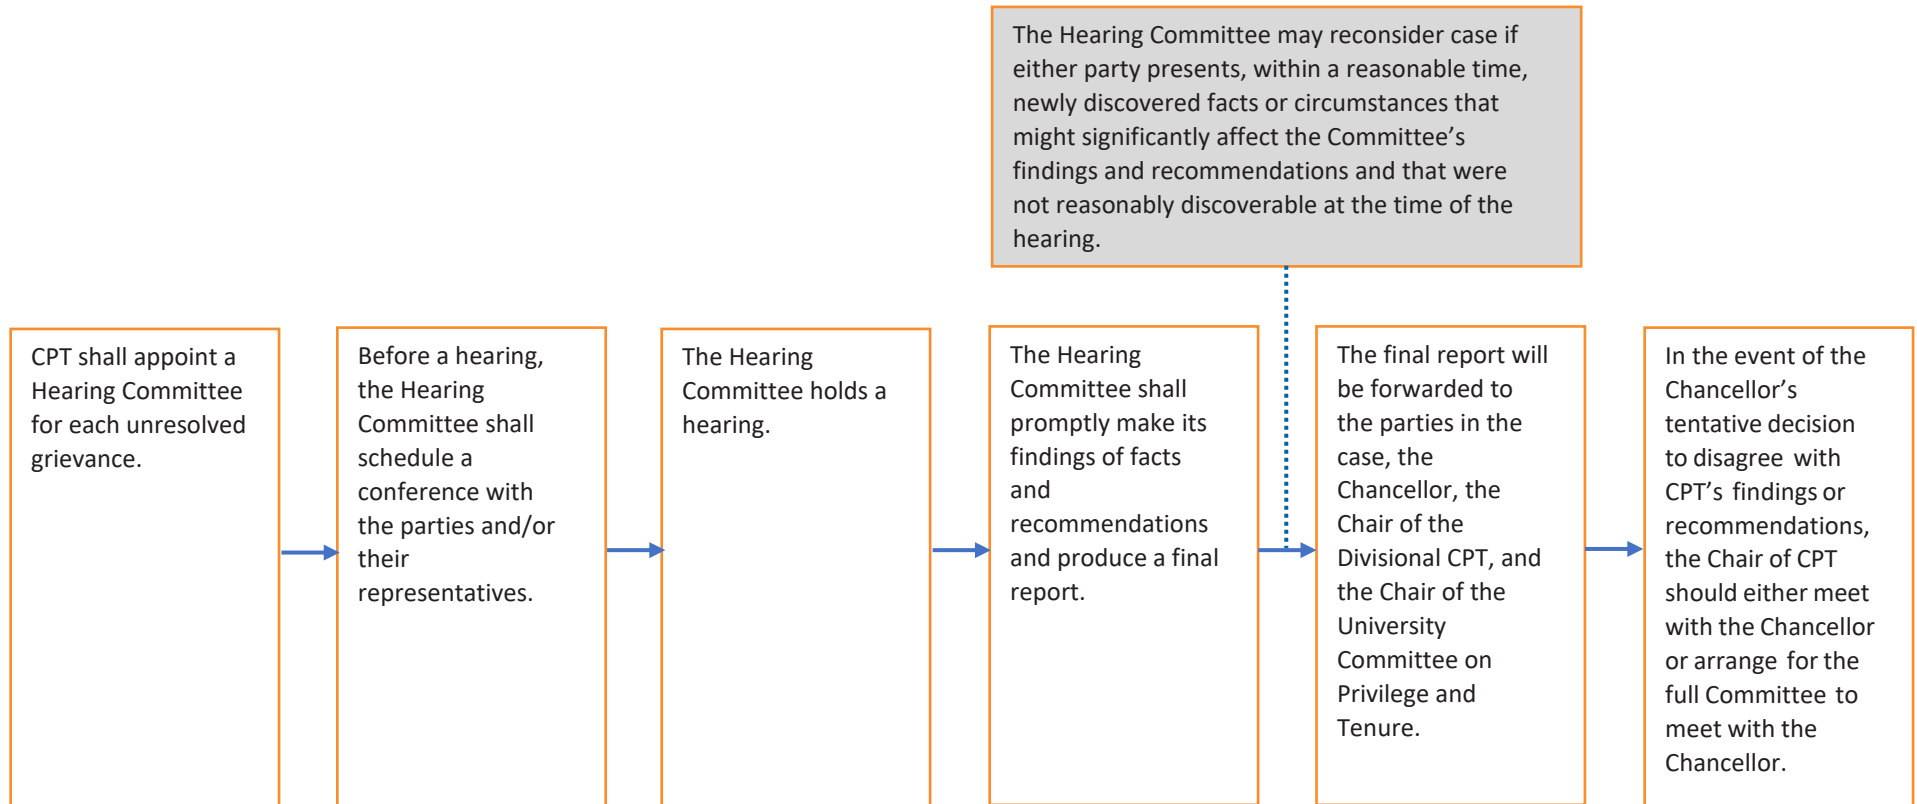 The Hearing Committee may reconsider case if
either party presents, within a reasonable time,
newly discovered facts or circumstances that
might significantly affect the Committee’s
findings and recommendations and that were
not reasonably discoverable at the time of the
hearing.
CPT shall appoint a
Hearing Committee
for each unresolved
grievance.
Before a hearing,
the Hearing
Committee shall
schedule a
conference with
the parties and/or
their
representatives.
The Hearing
Committee holds a
hearing.
The Hearing
Committee shall
promptly make its
findings of facts
and
recommendations
and produce a final
report.
The final report will
be forwarded to
the parties in the
case, the
Chancellor, the
Chair of the
Divisional CPT, and
the Chair of the
University
Committee on
Privilege and
Tenure.
In the event of the
Chancellor’s
tentative decision
to disagree with
CPT’s findings or
recommendations,
the Chair of CPT
should either meet
with the Chancellor
or arrange for the
full Committee to
meet with the
Chancellor.